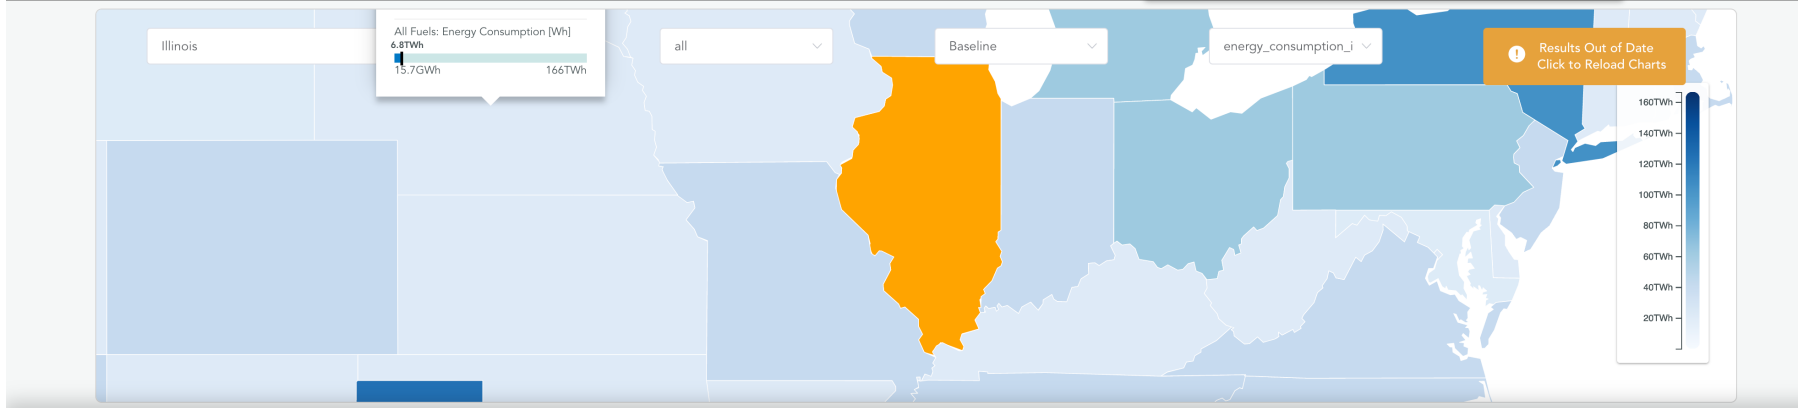 All Fuels: Energy Consumption [Wh]
6.8TWh
15.7GWh 166TWh
Illinois
all
Baseline
energy_consumption_i
Results Out of Date
Click to Reload Charts
160TWh
140TWh
120TWh
100TWh
80TWh
60TWh
40TWh
20TWh